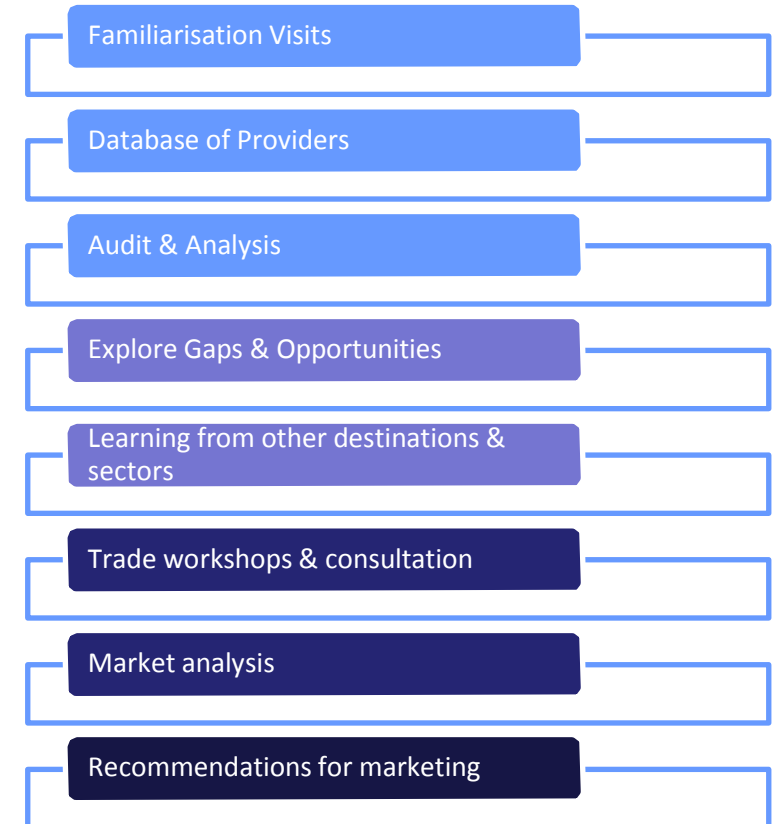 Familiarisation Visits
Database of Providers
Audit & Analysis
Explore Gaps & Opportunities
Learning from other destinations &
sectors
Trade workshops & consultation
Market analysis
Recommendations for marketing